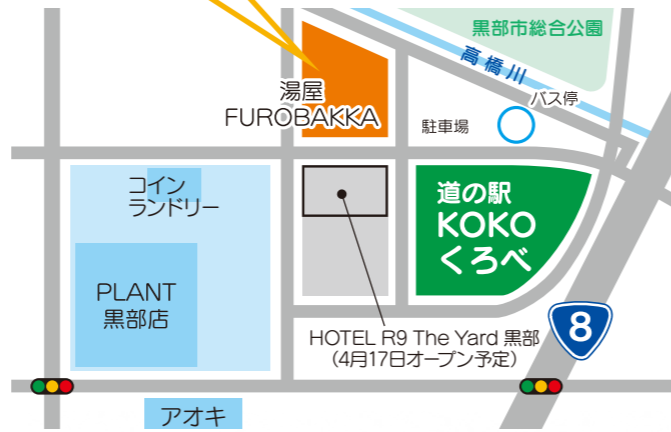 黒部市総合公園
高橋川
バス停
湯屋
FUROBAKKA
駐車場
コイン
ランドリー
道の駅
KOKO
くろべ
PLANT
黒部店
8
HOTEL R9 The Yard 黒部
(4月17日オープン予定)
アオキ